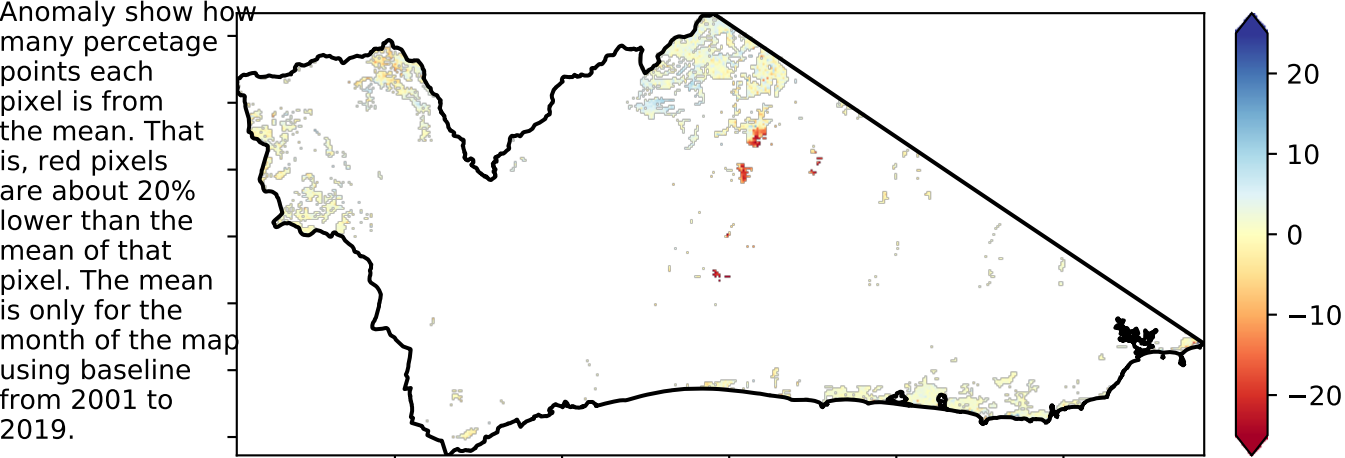 Anomaly show how
many percetage
points each
pixel is from
the mean. That
is, red pixels
are about 20%
lower than the
mean of that
pixel. The mean
is only for the
month of the map
using baseline
from 2001 to
2019.
20
10
0
−10
−20